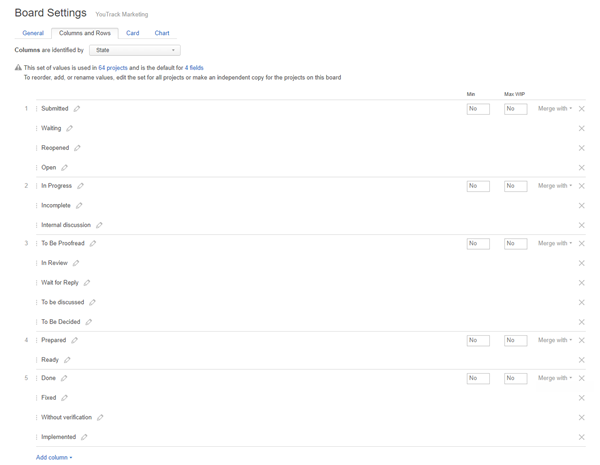 Board Settings YouTrack Marketing
General Columns and Rows Card Chart
Columns are identified by State
This set of values is used in 64 projects and is the default for 4 fields
To reorder, add, or rename values, edit the set for all projects or make an independent copy for the projects on this board
Min Max WIP
1 Submitted No No Merge with
Waiting
Reopened
Open
2 In Progress No No Merge with
Incomplete
Internal discussion
3 To Be Proofread No No Merge with
In Review
Wait for Reply
To be discussed
To Be Decided
4 Prepared No No Merge with
Ready
5 Done No No Merge with
Fixed
Without verification
Implemented
Add column